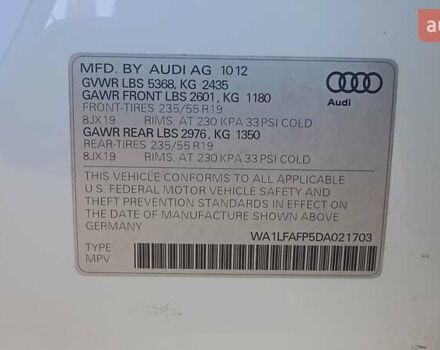 au
MFD. BY AUDI AG 1012
GVWR LBS 5368, KG 2435
GAWR FRONT LBS 2601, KG 1180
FRONT-TIRES 235/55 R19
8JX19 RIMS, AT 230 KPA 33 PSI COLD
GAWR REAR LBS 2976, KG 1350
REAR-TIRES 235/55 R19
8JX19 RIMS, AT 230 KPA 33 PSI COLD
Audi
THIS VEHICLE CONFORMS TO ALL APPLICABLE
U.S. FEDERAL MOTOR VEHICLE SAFETY AND
THEFT PREVENTION STANDARDS IN EFFECT
ON THE DATE OF MANUFACTURE SHOWN ABOVE
GERMANY
WA1LFAFP5DA021703
TYPE
MPV